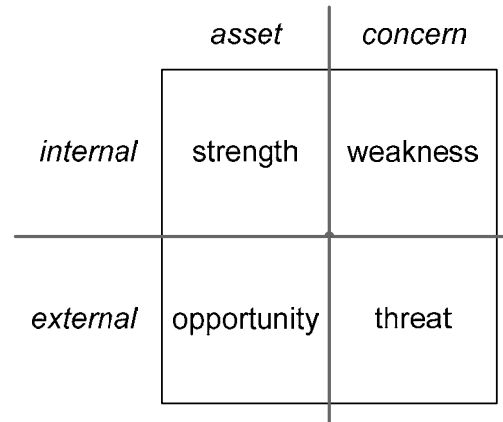 asset concern
internal strength weakness
external opportunity threat